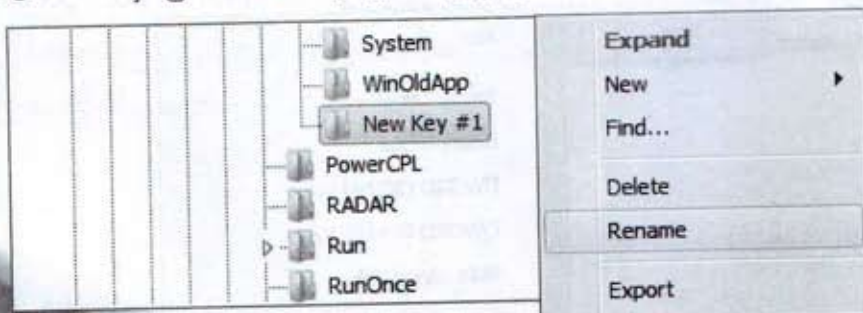 System
WinOldApp
New Key #1
PowerCPL
RADAR
Run
RunOnce
Expand
New
Find...
Delete
Rename
Export